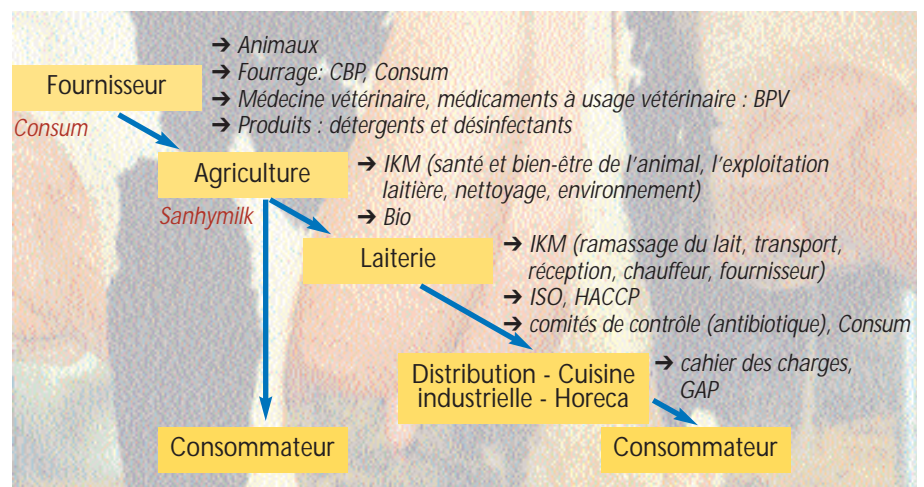 Fournisseur
Consum
➔ Animaux
➔ Fourrage: CBP, Consum
➔ Médecine vétérinaire, médicaments à usage vétérinaire : BPV
➔ Produits : détergents et désinfectants
Agriculture
Sanhymilk
➔ IKM (santé et bien-être de l'animal, l'exploitation
laitière, nettoyage, environnement)
➔ Bio
Laiterie
➔ IKM (ramassage du lait, transport,
réception, chauffeur, fournisseur)
➔ ISO, HACCP
➔ comités de contrôle (antibiotique), Consum
Distribution - Cuisine
industrielle - Horeca
➔ cahier des charges,
GAP
Consommateur
Consommateur